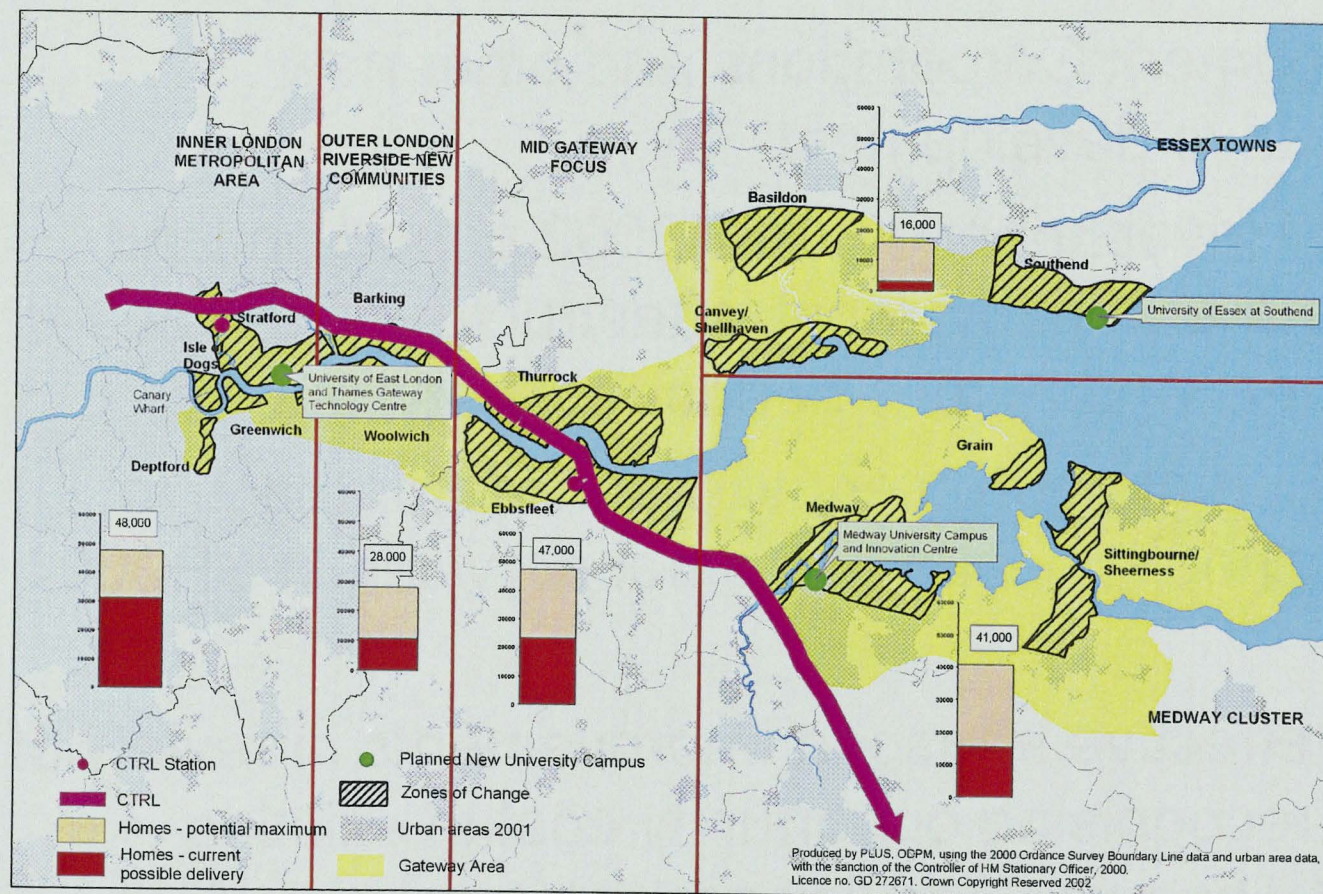 INNER LONDON
METROPOLITAN
AREA
OUTER LONDON
RIVERSIDE NEW
COMMUNITIES
MID GATEWAY
FOCUS
ESSEX TOWNS
Basildon
16,000
Southend
University of Essex at Southend
Canvey/
Shellhaven
Barking
Stratford
Isle of
Dogs
Canary
Wharf
University of East London
and Thames Gateway
Technology Centre
Thurrock
Greenwich
Woolwich
Deptford
Ebbsfleet
Grain
Medway
Medway University Campus
and Innovation Centre
Sittingbourne/
Sheerness
48,000
28,000
47,000
41,000
MEDWAY CLUSTER
CTRL Station
CTRL
Homes - potential maximum
Homes - current
possible delivery
Planned New University Campus
Zones of Change
Urban areas 2001
Gateway Area
Produced by PLUS, ODPM, using the 2000 Ordance Survey Boundary Line data and urban area data,
with the sanction of the Controller of HM Stationary Officer, 2000.
Licence no. GD 272671. Crown Copyright Reserved 2002